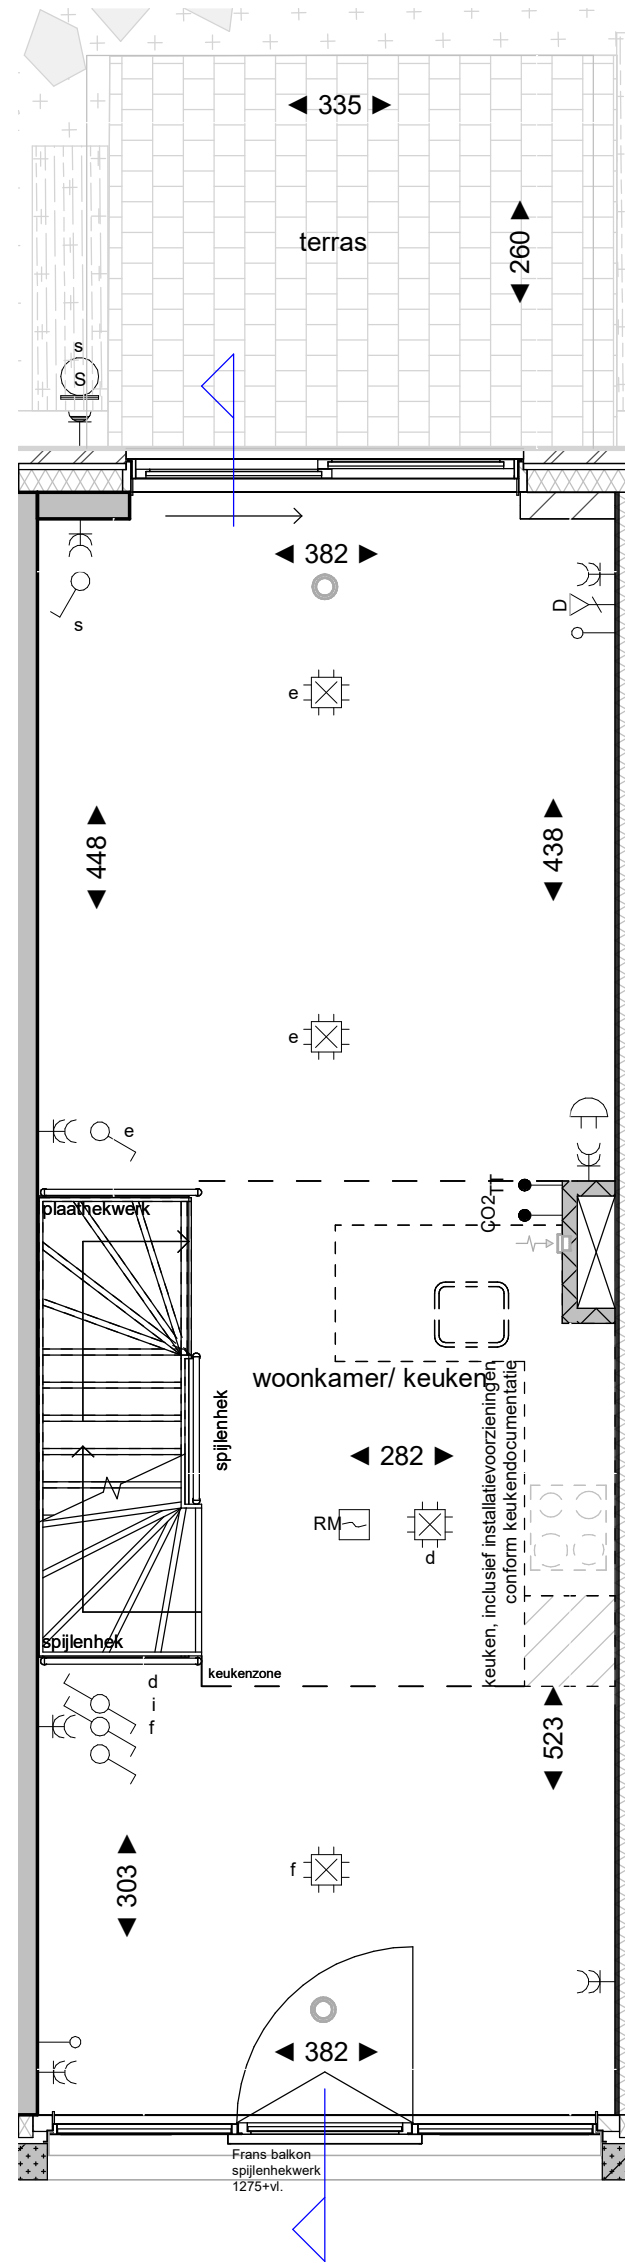 335
terras
260
s
S
382
D
s
e
448
438
e
e
TT
CO2
plaathekwerk
woonkamer/ keuken
spijlenhek
282
keuken, inclusief installatievoorzieningen
conform keukendocumentatie
RM
d
spijlenhek
keukenzone
d
i
f
523
303
f
382
Frans balkon
spijlenhekwerk
1275+vl.